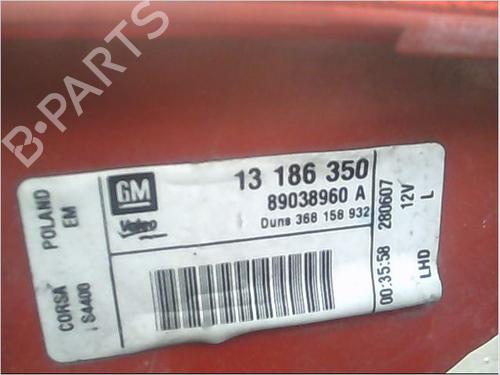 B-PARTS
POLAND
EM
CORSA
S4400
GM
Valeo
13 186 350
89038960 A
Duns 368 158 932
00:35:58 280607
12V
L
LHD